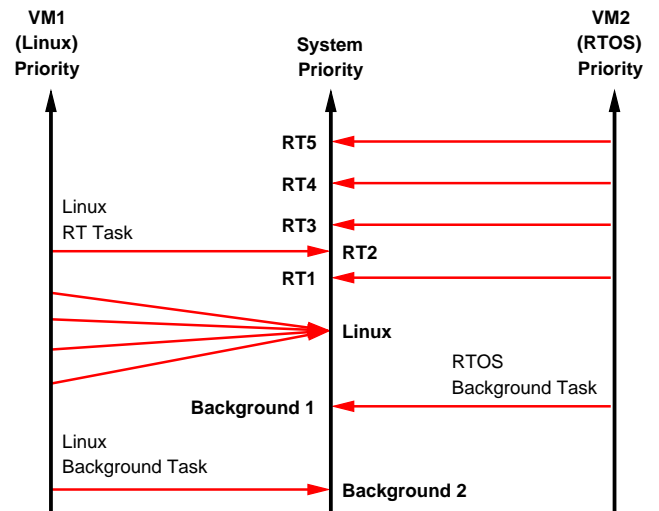 VM1
(Linux)
Priority
System
Priority
VM2
(RTOS)
Priority
RT5
RT4
Linux
RT Task
RT3
RT2
RT1
Linux
RTOS
Background Task
Background 1
Linux
Background Task
Background 2